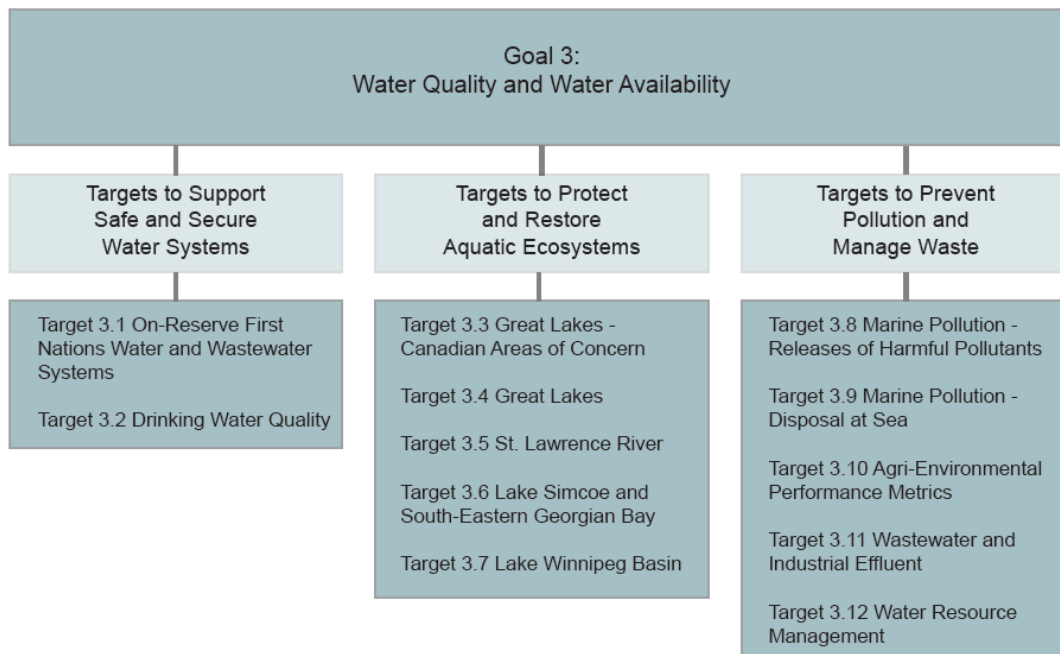 Goal 3:
Water Quality and Water Availability
Targets to Support
Safe and Secure
Water Systems
Target 3.1 On-Reserve First
Nations Water and Wastewater
Systems
Target 3.2 Drinking Water Quality
Targets to Protect
and Restore
Aquatic Ecosystems
Target 3.3 Great Lakes -
Canadian Areas of Concern
Target 3.4 Great Lakes
Target 3.5 St. Lawrence River
Target 3.6 Lake Simcoe and
South-Eastern Georgian Bay
Target 3.7 Lake Winnipeg Basin
Targets to Prevent
Pollution and
Manage Waste
Target 3.8 Marine Pollution -
Releases of Harmful Pollutants
Target 3.9 Marine Pollution -
Disposal at Sea
Target 3.10 Agri-Environmental
Performance Metrics
Target 3.11 Wastewater and
Industrial Effluent
Target 3.12 Water Resource
Management